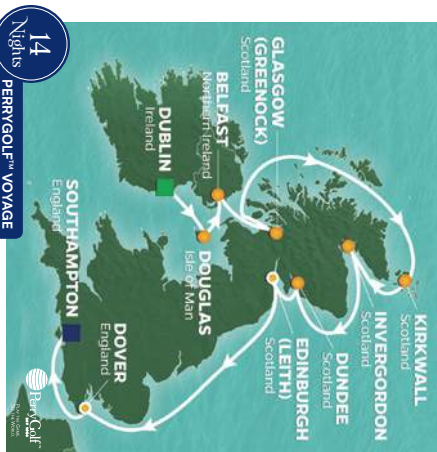 14
Nights
PERRYGOLF™ VOYAGE
KIRKWALL
Scotland
INVERGORDON
Scotland
DUNDEE
Scotland
EDINBURGH
(LEITH)
Scotland
GLASGOW
(GREENOCK)
Scotland
BELFAST
Northern Ireland
DOUGLAS
Isle of Man
DUBLIN
Ireland
DOVER
England
SOUTHAMPTON
England
PerryGolf™